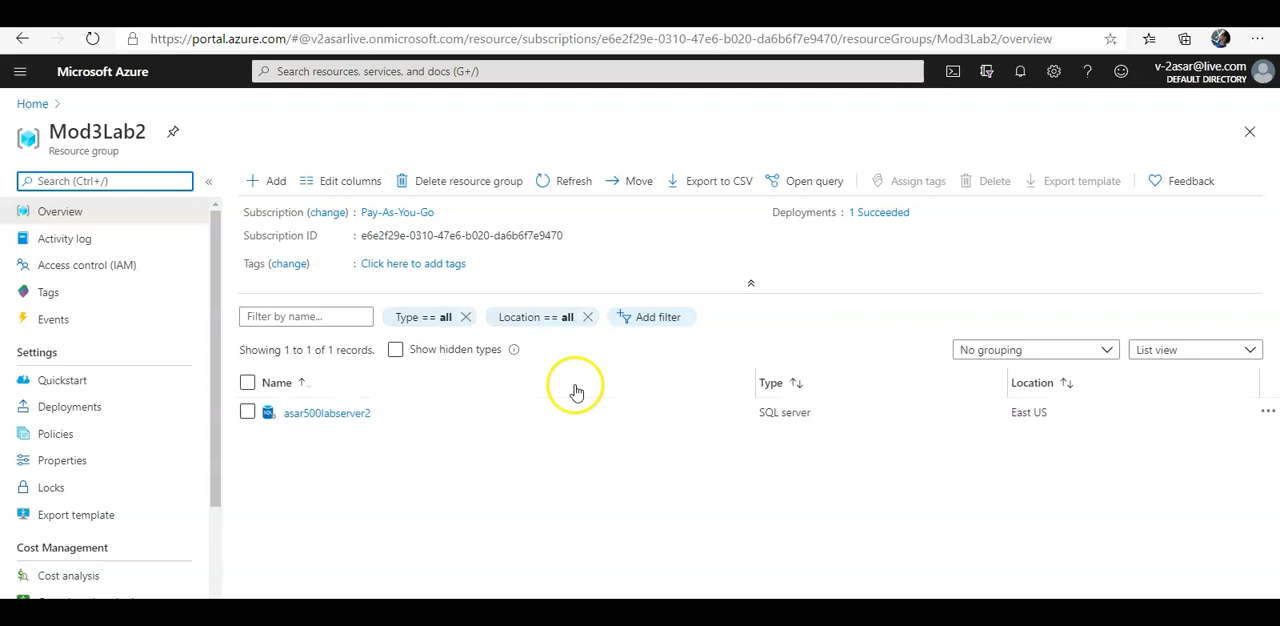 https://portal.azure.com/#@v2asarlive.onmicrosoft.com/resource/subscriptions/e6e2f29e-0310-47e6-b020-da6b6f7e9470/resourceGroups/Mod3Lab2/overview
Microsoft Azure
Search resources, services, and docs (G+/)
v-2asar@live.com
DEFAULT DIRECTORY
Home >
Mod3Lab2
Resource group
Search (Ctrl+/)
Add Edit columns Delete resource group Refresh Move Export to CSV Open query Assign tags Delete Export template Feedback
Overview
Activity log
Access control (IAM)
Tags
Events
Settings
Quickstart
Deployments
Policies
Properties
Locks
Export template
Cost Management
Cost analysis
Subscription (change) : Pay-As-You-Go
Deployments : 1 Succeeded
Subscription ID : e6e2f29e-0310-47e6-b020-da6b6f7e9470
Tags (change) : Click here to add tags
Filter by name... Type == all Location == all Add filter
Showing 1 to 1 of 1 records. Show hidden types
No grouping List view
Name Type Location
asar500labserver2 SQL server East US